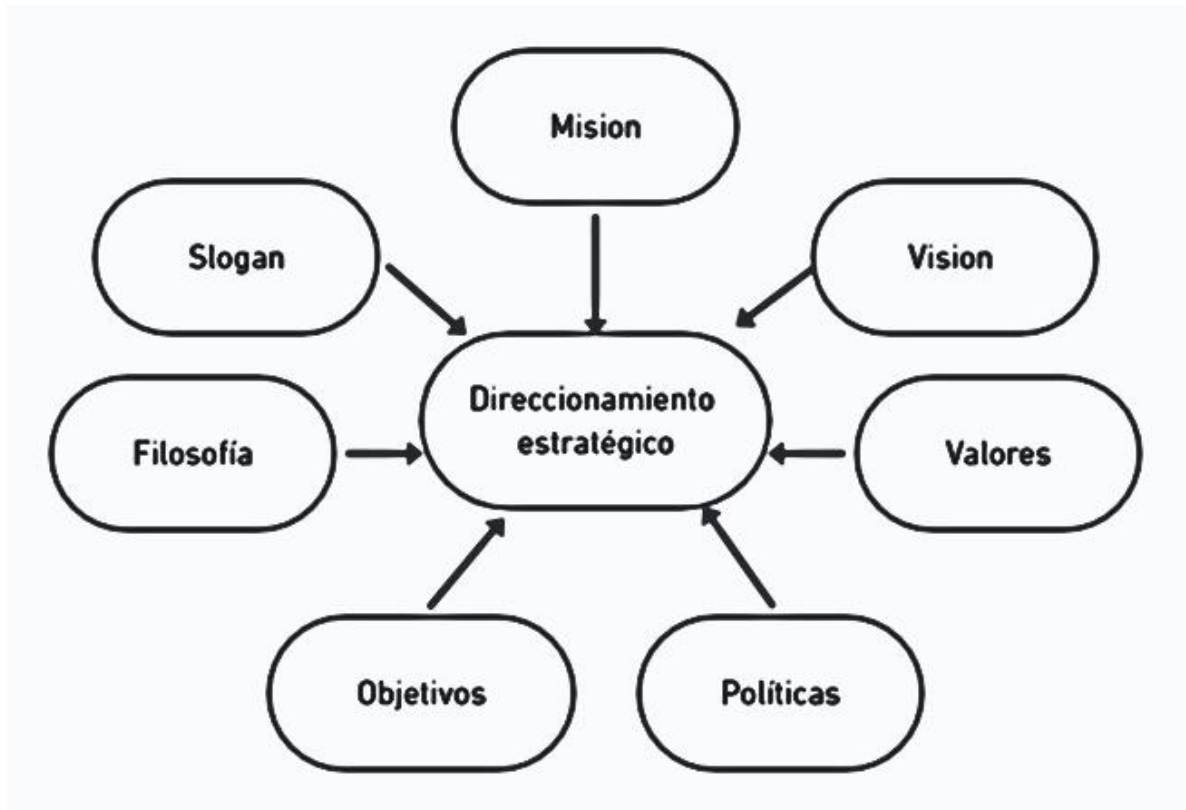 Mision
Slogan
Vision
Direccionamiento
estratégico
Filosofía
Valores
Objetivos
Políticas